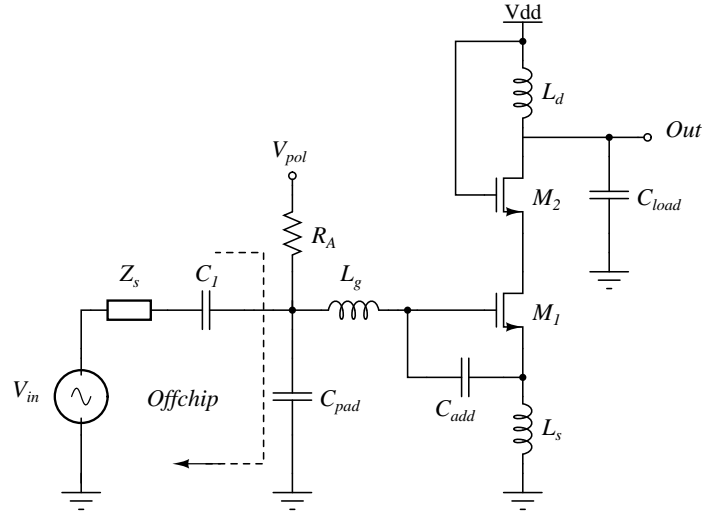 Vdd
L_d
Out
V_pol
M_2
C_load
R_A
Z_s
C_1
L_g
M_1
V_in
Offchip
C_pad
C_add
L_s